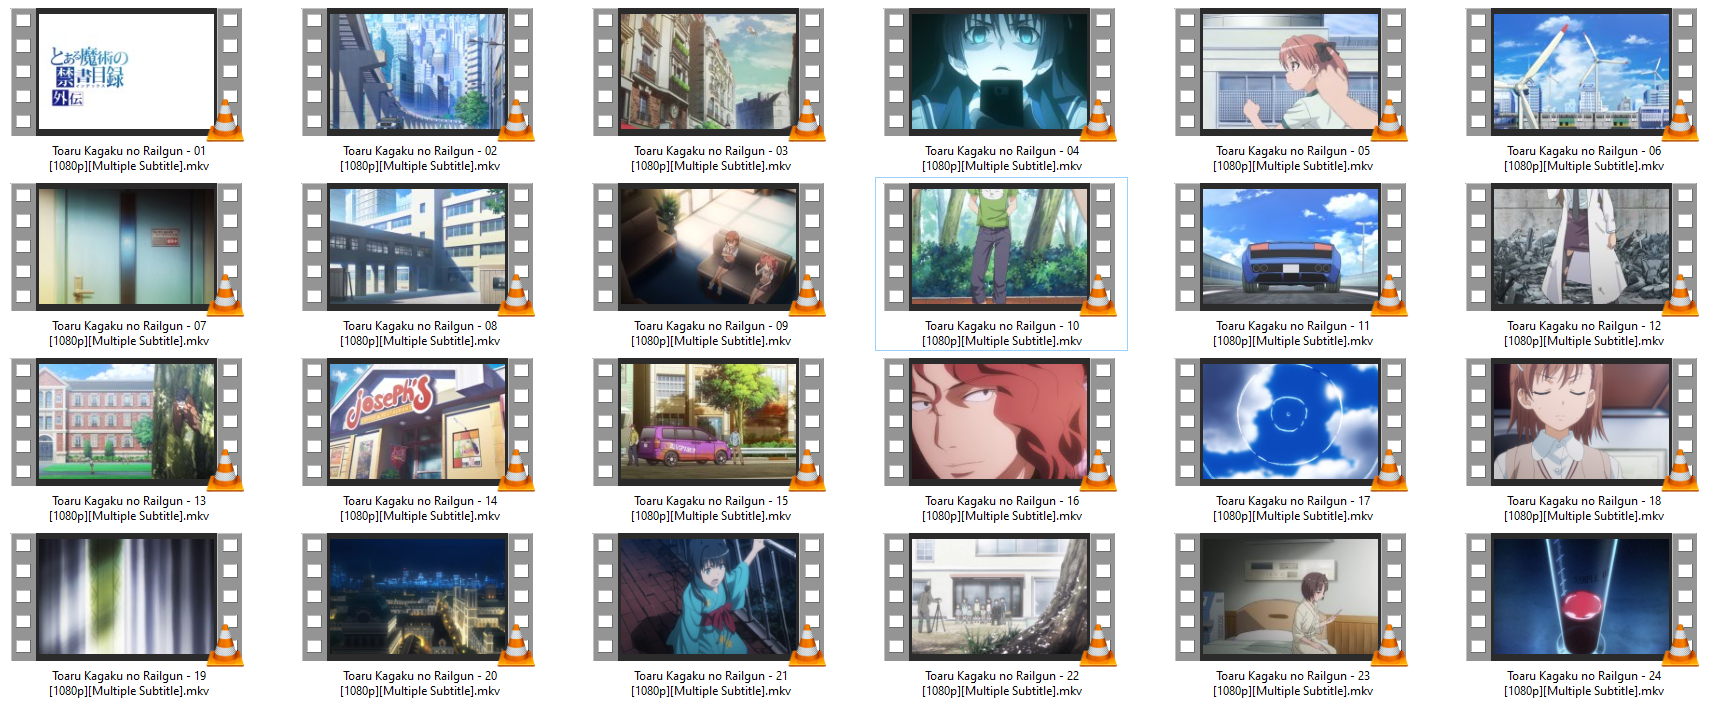 とある魔術の
禁書目録
インデックス
外伝
Toaru Kagaku no Railgun - 01
[1080p][Multiple Subtitle].mkv
Toaru Kagaku no Railgun - 02
[1080p][Multiple Subtitle].mkv
Toaru Kagaku no Railgun - 03
[1080p][Multiple Subtitle].mkv
Toaru Kagaku no Railgun - 04
[1080p][Multiple Subtitle].mkv
Toaru Kagaku no Railgun - 05
[1080p][Multiple Subtitle].mkv
Toaru Kagaku no Railgun - 06
[1080p][Multiple Subtitle].mkv
Toaru Kagaku no Railgun - 07
[1080p][Multiple Subtitle].mkv
Toaru Kagaku no Railgun - 08
[1080p][Multiple Subtitle].mkv
Toaru Kagaku no Railgun - 09
[1080p][Multiple Subtitle].mkv
Toaru Kagaku no Railgun - 10
[1080p][Multiple Subtitle].mkv
Toaru Kagaku no Railgun - 11
[1080p][Multiple Subtitle].mkv
Toaru Kagaku no Railgun - 12
[1080p][Multiple Subtitle].mkv
Toaru Kagaku no Railgun - 13
[1080p][Multiple Subtitle].mkv
Joseph's
Toaru Kagaku no Railgun - 14
[1080p][Multiple Subtitle].mkv
Toaru Kagaku no Railgun - 15
[1080p][Multiple Subtitle].mkv
Toaru Kagaku no Railgun - 16
[1080p][Multiple Subtitle].mkv
Toaru Kagaku no Railgun - 17
[1080p][Multiple Subtitle].mkv
Toaru Kagaku no Railgun - 18
[1080p][Multiple Subtitle].mkv
Toaru Kagaku no Railgun - 19
[1080p][Multiple Subtitle].mkv
Toaru Kagaku no Railgun - 20
[1080p][Multiple Subtitle].mkv
Toaru Kagaku no Railgun - 21
[1080p][Multiple Subtitle].mkv
Toaru Kagaku no Railgun - 22
[1080p][Multiple Subtitle].mkv
Toaru Kagaku no Railgun - 23
[1080p][Multiple Subtitle].mkv
Toaru Kagaku no Railgun - 24
[1080p][Multiple Subtitle].mkv